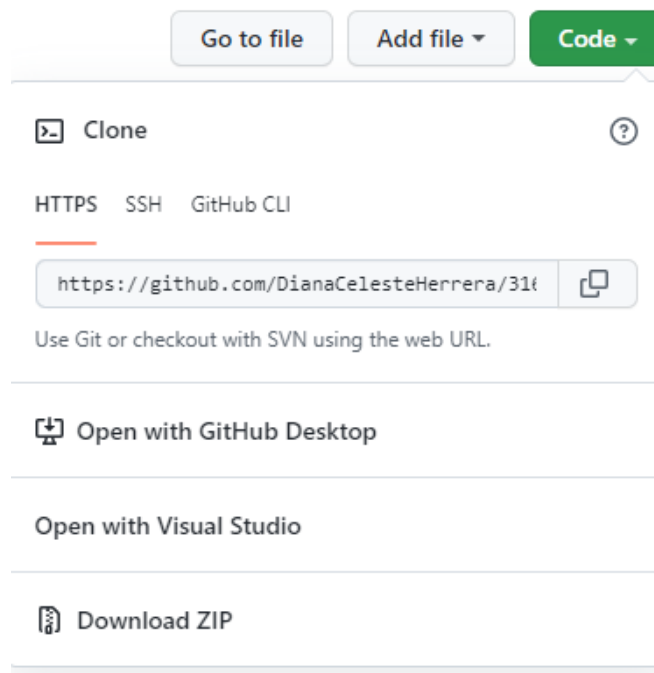 Go to file Add file Code
Clone
HTTPS SSH GitHub CLI
https://github.com/DianaCelesteHerrera/316
Use Git or checkout with SVN using the web URL.
Open with GitHub Desktop
Open with Visual Studio
Download ZIP